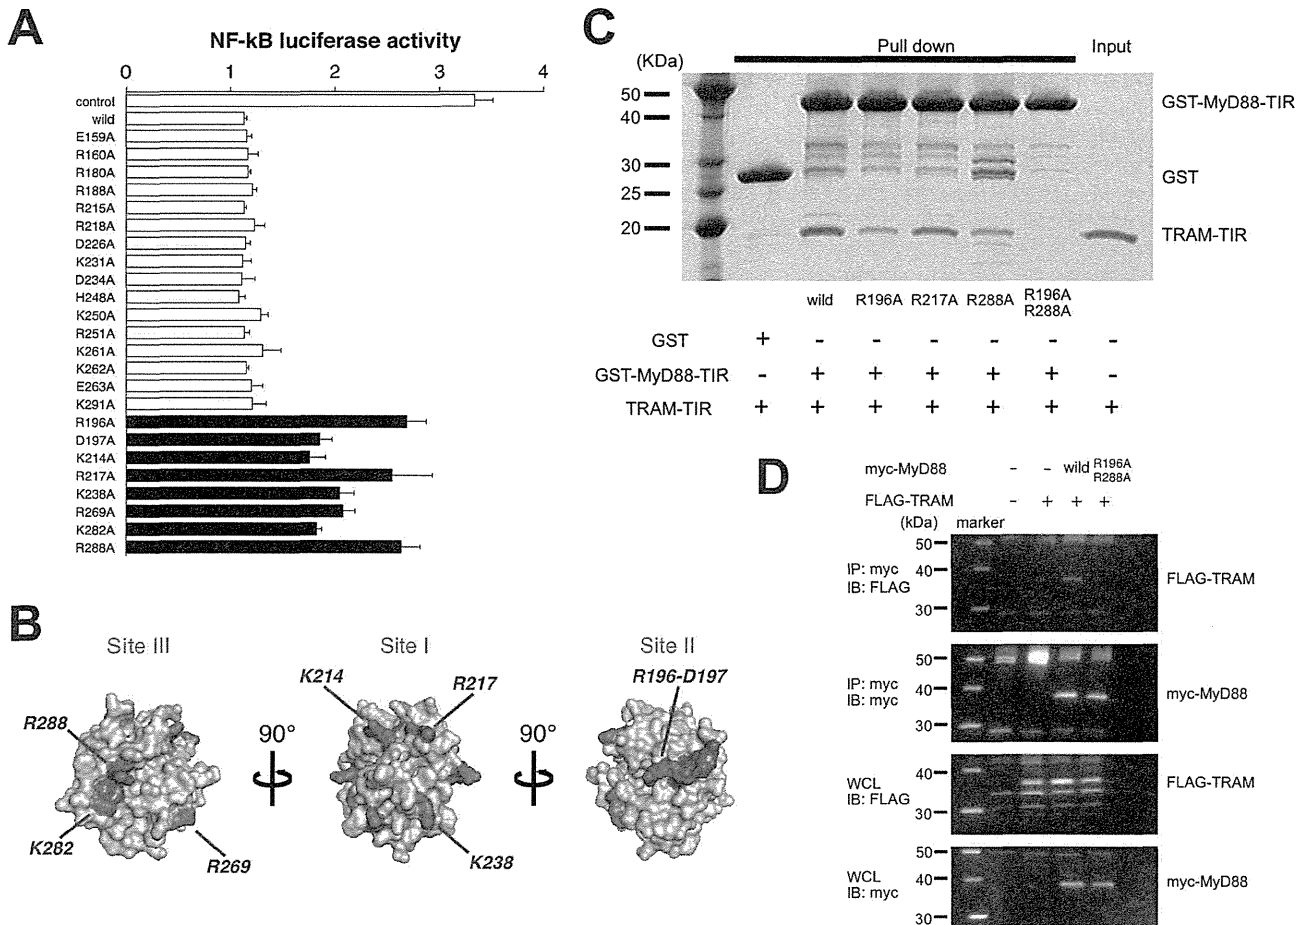 A
NF-kB luciferase activity
0 1 2 3 4
control
wild
E159A
R160A
R180A
R188A
R215A
R218A
D226A
K231A
D234A
H248A
K250A
R251A
K261A
K262A
E263A
K291A
R196A
D197A
K214A
R217A
K238A
R269A
K282A
R288A
B
Site III
Site I
Site II
R288
K282
R269
90°
K214
R217
K238
90°
R196-D197
C
Pull down
Input
(KDa)
50
40
30
25
20
GST-MyD88-TIR
GST
TRAM-TIR
wild R196A R217A R288A R196A R288A
GST + - - - - - -
GST-MyD88-TIR - + + + + + -
TRAM-TIR + + + + + + +
D
myc-MyD88 - - wild R196A R288A
FLAG-TRAM - + + +
(kDa) marker
50
40
30
IP: myc
IB: FLAG
FLAG-TRAM
50
40
30
IP: myc
IB: myc
myc-MyD88
40
30
WCL
IB: FLAG
FLAG-TRAM
50
40
30
WCL
IB: myc
myc-MyD88